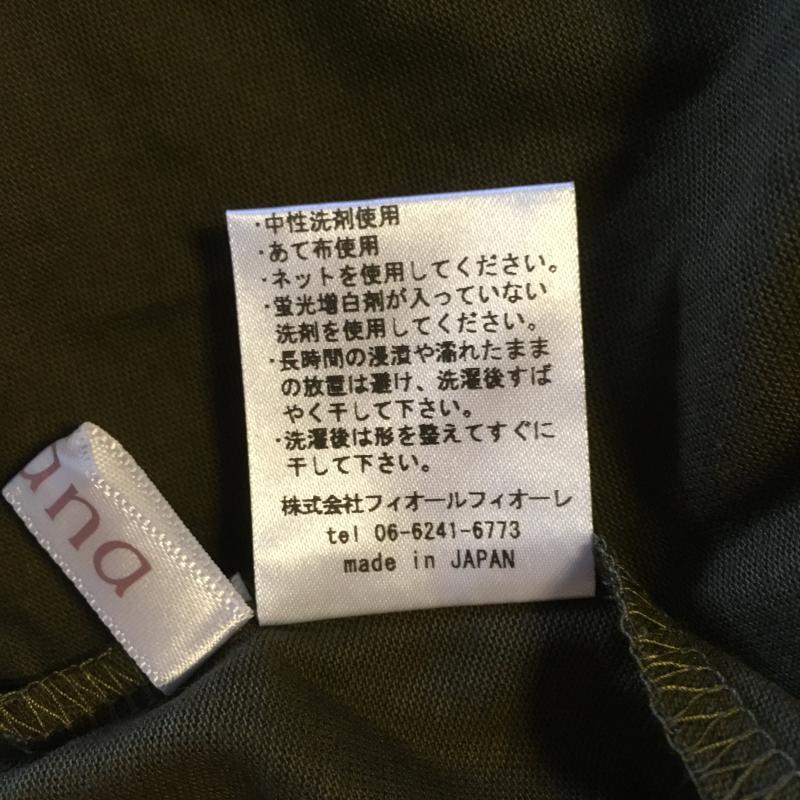 ・中性洗剤使用
・あて布使用
・ネットを使用してください。
・蛍光増白剤が入っていない
洗剤を使用してください。
・長時間の浸漬や濡れたまま
の放置は避け、洗濯後すば
やく干して下さい。
・洗濯後は形を整えてすぐに
干して下さい。
株式会社フィオールフィオーレ
tel 06-6241-6773
made in JAPAN
ana